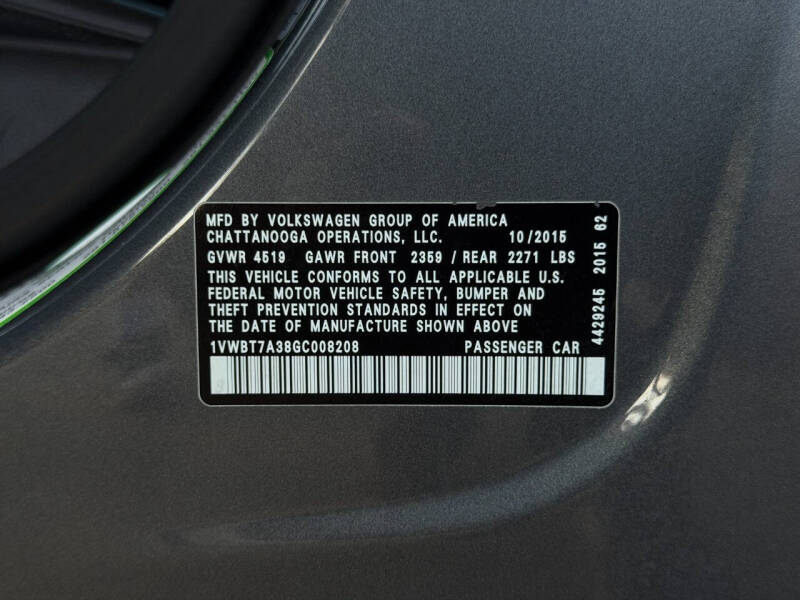 MFD BY VOLKSWAGEN GROUP OF AMERICA
CHATTANOOGA OPERATIONS, LLC. 10/2015
GVWR 4519 GAWR FRONT 2359 / REAR 2271 LBS
THIS VEHICLE CONFORMS TO ALL APPLICABLE U.S.
FEDERAL MOTOR VEHICLE SAFETY, BUMPER AND
THEFT PREVENTION STANDARDS IN EFFECT ON
THE DATE OF MANUFACTURE SHOWN ABOVE
1VWBT7A38GC008208 PASSENGER CAR
4429245 2015 62